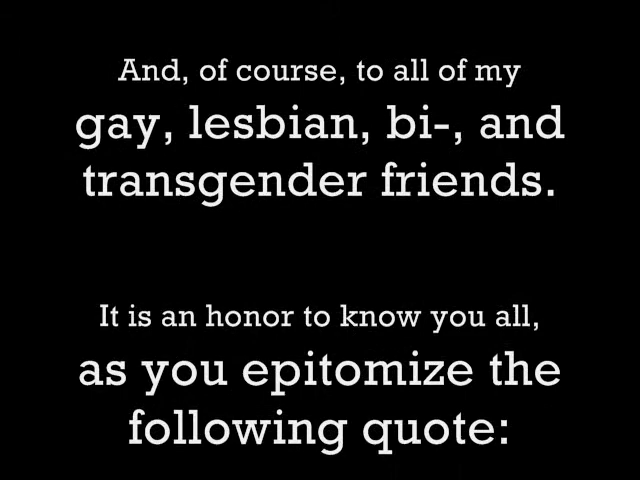 And, of course, to all of my
gay, lesbian, bi-, and
transgender friends.
It is an honor to know you all,
as you epitomize the
following quote: